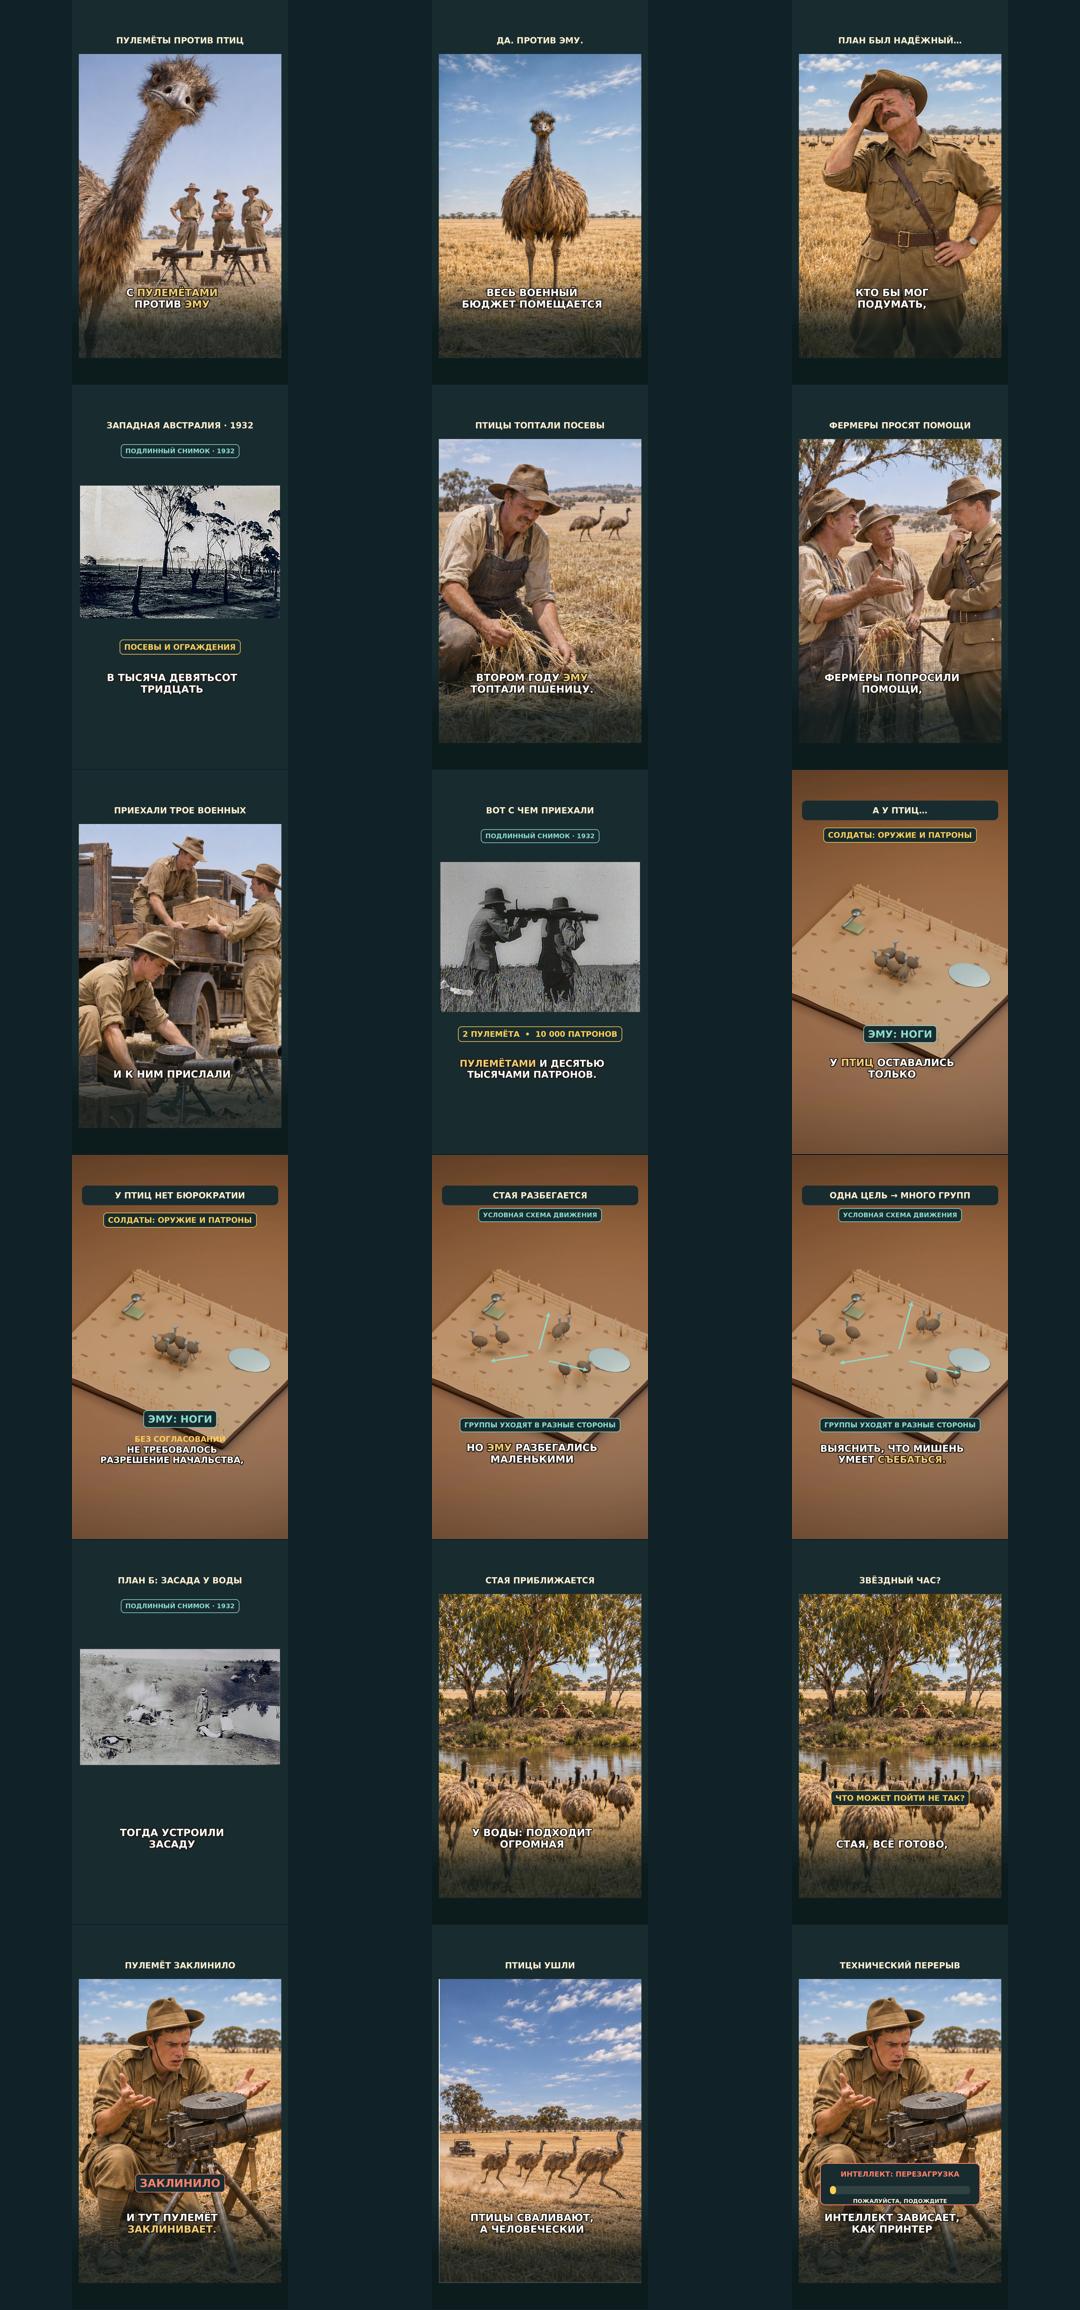 ПУЛЕМЁТЫ ПРОТИВ ПТИЦ
С ПУЛЕМЁТАМИ
ПРОТИВ ЭМУ
ДА. ПРОТИВ ЭМУ.
ВЕСЬ ВОЕННЫЙ
БЮДЖЕТ ПОМЕЩАЕТСЯ
ПЛАН БЫЛ НАДЁЖНЫЙ…
КТО БЫ МОГ
ПОДУМАТЬ,
ЗАПАДНАЯ АВСТРАЛИЯ · 1932
ПОДЛИННЫЙ СНИМОК · 1932
ПОСЕВЫ И ОГРАЖДЕНИЯ
В ТЫСЯЧА ДЕВЯТЬСОТ
ТРИДЦАТЬ
ПТИЦЫ ТОПТАЛИ ПОСЕВЫ
ВТОРОМ ГОДУ ЭМУ
ТОПТАЛИ ПШЕНИЦУ.
ФЕРМЕРЫ ПРОСЯТ ПОМОЩИ
ФЕРМЕРЫ ПОПРОСИЛИ
ПОМОЩИ,
ПРИЕХАЛИ ТРОЕ ВОЕННЫХ
И К НИМ ПРИСЛАЛИ
ВОТ С ЧЕМ ПРИЕХАЛИ
ПОДЛИННЫЙ СНИМОК · 1932
2 ПУЛЕМЁТА • 10 000 ПАТРОНОВ
ПУЛЕМЁТАМИ И ДЕСЯТЬЮ
ТЫСЯЧАМИ ПАТРОНОВ.
А У ПТИЦ…
СОЛДАТЫ: ОРУЖИЕ И ПАТРОНЫ
ЭМУ: НОГИ
У ПТИЦ ОСТАВАЛИСЬ
ТОЛЬКО
У ПТИЦ НЕТ БЮРОКРАТИИ
СОЛДАТЫ: ОРУЖИЕ И ПАТРОНЫ
ЭМУ: НОГИ
БЕЗ СОГЛАСОВАНИЙ
НЕ ТРЕБОВАЛОСЬ
РАЗРЕШЕНИЕ НАЧАЛЬСТВА,
СТАЯ РАЗБЕГАЕТСЯ
УСЛОВНАЯ СХЕМА ДВИЖЕНИЯ
ГРУППЫ УХОДЯТ В РАЗНЫЕ СТОРОНЫ
НО ЭМУ РАЗБЕГАЛИСЬ
МАЛЕНЬКИМИ
ОДНА ЦЕЛЬ → МНОГО ГРУПП
УСЛОВНАЯ СХЕМА ДВИЖЕНИЯ
ГРУППЫ УХОДЯТ В РАЗНЫЕ СТОРОНЫ
ВЫЯСНИТЬ, ЧТО МИШЕНЬ
УМЕЕТ СЪЕБАТЬСЯ.
ПЛАН Б: ЗАСАДА У ВОДЫ
ПОДЛИННЫЙ СНИМОК · 1932
ТОГДА УСТРОИЛИ
ЗАСАДУ
СТАЯ ПРИБЛИЖАЕТСЯ
У ВОДЫ: ПОДХОДИТ
ОГРОМНАЯ
ЗВЁЗДНЫЙ ЧАС?
ЧТО МОЖЕТ ПОЙТИ НЕ ТАК?
СТАЯ, ВСЁ ГОТОВО,
ПУЛЕМЁТ ЗАКЛИНИЛО
ЗАКЛИНИЛО
И ТУТ ПУЛЕМЁТ
ЗАКЛИНИВАЕТ.
ПТИЦЫ УШЛИ
ПТИЦЫ СВАЛИВАЮТ,
А ЧЕЛОВЕЧЕСКИЙ
ТЕХНИЧЕСКИЙ ПЕРЕРЫВ
ИНТЕЛЛЕКТ: ПЕРЕЗАГРУЗКА
ПОЖАЛУЙСТА, ПОДОЖДИТЕ
ИНТЕЛЛЕКТ ЗАВИСАЕТ,
КАК ПРИНТЕР